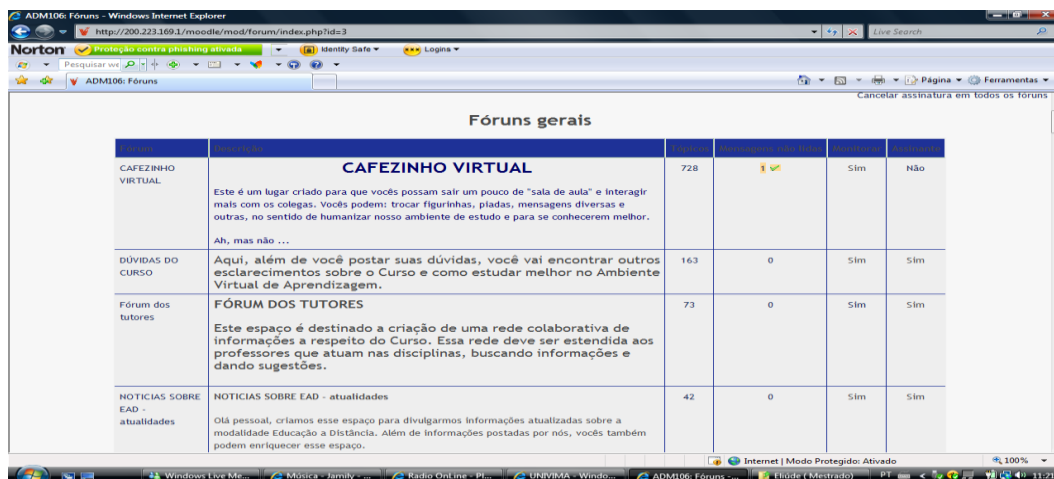 ADM106: Fóruns - Windows Internet Explorer
http://200.223.169.1/moodle/mod/forum/index.php?id=3
Live Search
Norton
Proteção contra phishing ativada
Identity Safe
Logins
Pesquisar we
ADM106: Fóruns
Página
Ferramentas
Cancelar assinatura em todos os fóruns
Fóruns gerais
Fórum Descrição Tópicos Mensagens não lidas Monitorar Assinante
CAFEZINHO VIRTUAL
CAFEZINHO VIRTUAL
Este é um lugar criado para que vocês possam sair um pouco de "sala de aula" e interagir
mais com os colegas. Vocês podem: trocar figurinhas, piadas, mensagens diversas e
outras, no sentido de humanizar nosso ambiente de estudo e para se conhecerem melhor.
Ah, mas não ...
728 1 Sim Não
DÚVIDAS DO
CURSO
Aqui, além de você postar suas dúvidas, você vai encontrar outros
esclarecimentos sobre o Curso e como estudar melhor no Ambiente
Virtual de Aprendizagem.
163 0 Sim Sim
Fórum dos
tutores
FÓRUM DOS TUTORES
Este espaço é destinado a criação de uma rede colaborativa de
informações a respeito do Curso. Essa rede deve ser estendida aos
professores que atuam nas disciplinas, buscando informações e
dando sugestões.
73 0 Sim Sim
NOTICIAS SOBRE
EAD -
atualidades
NOTICIAS SOBRE EAD - atualidades
Olá pessoal, criamos esse espaço para divulgarmos informações atualizadas sobre a
modalidade Educação a Distância. Além de informações postadas por nós, vocês também
podem enriquecer esse espaço.
42 0 Sim Sim
Internet | Modo Protegido: Ativado
100%
Windows Live Me...
Música - Jamily - ...
Radio OnLine - Pl...
UNIVIMA - Windo...
ADM106: Fóruns -...
Eliúde ( Mestrado)
PT
11:21